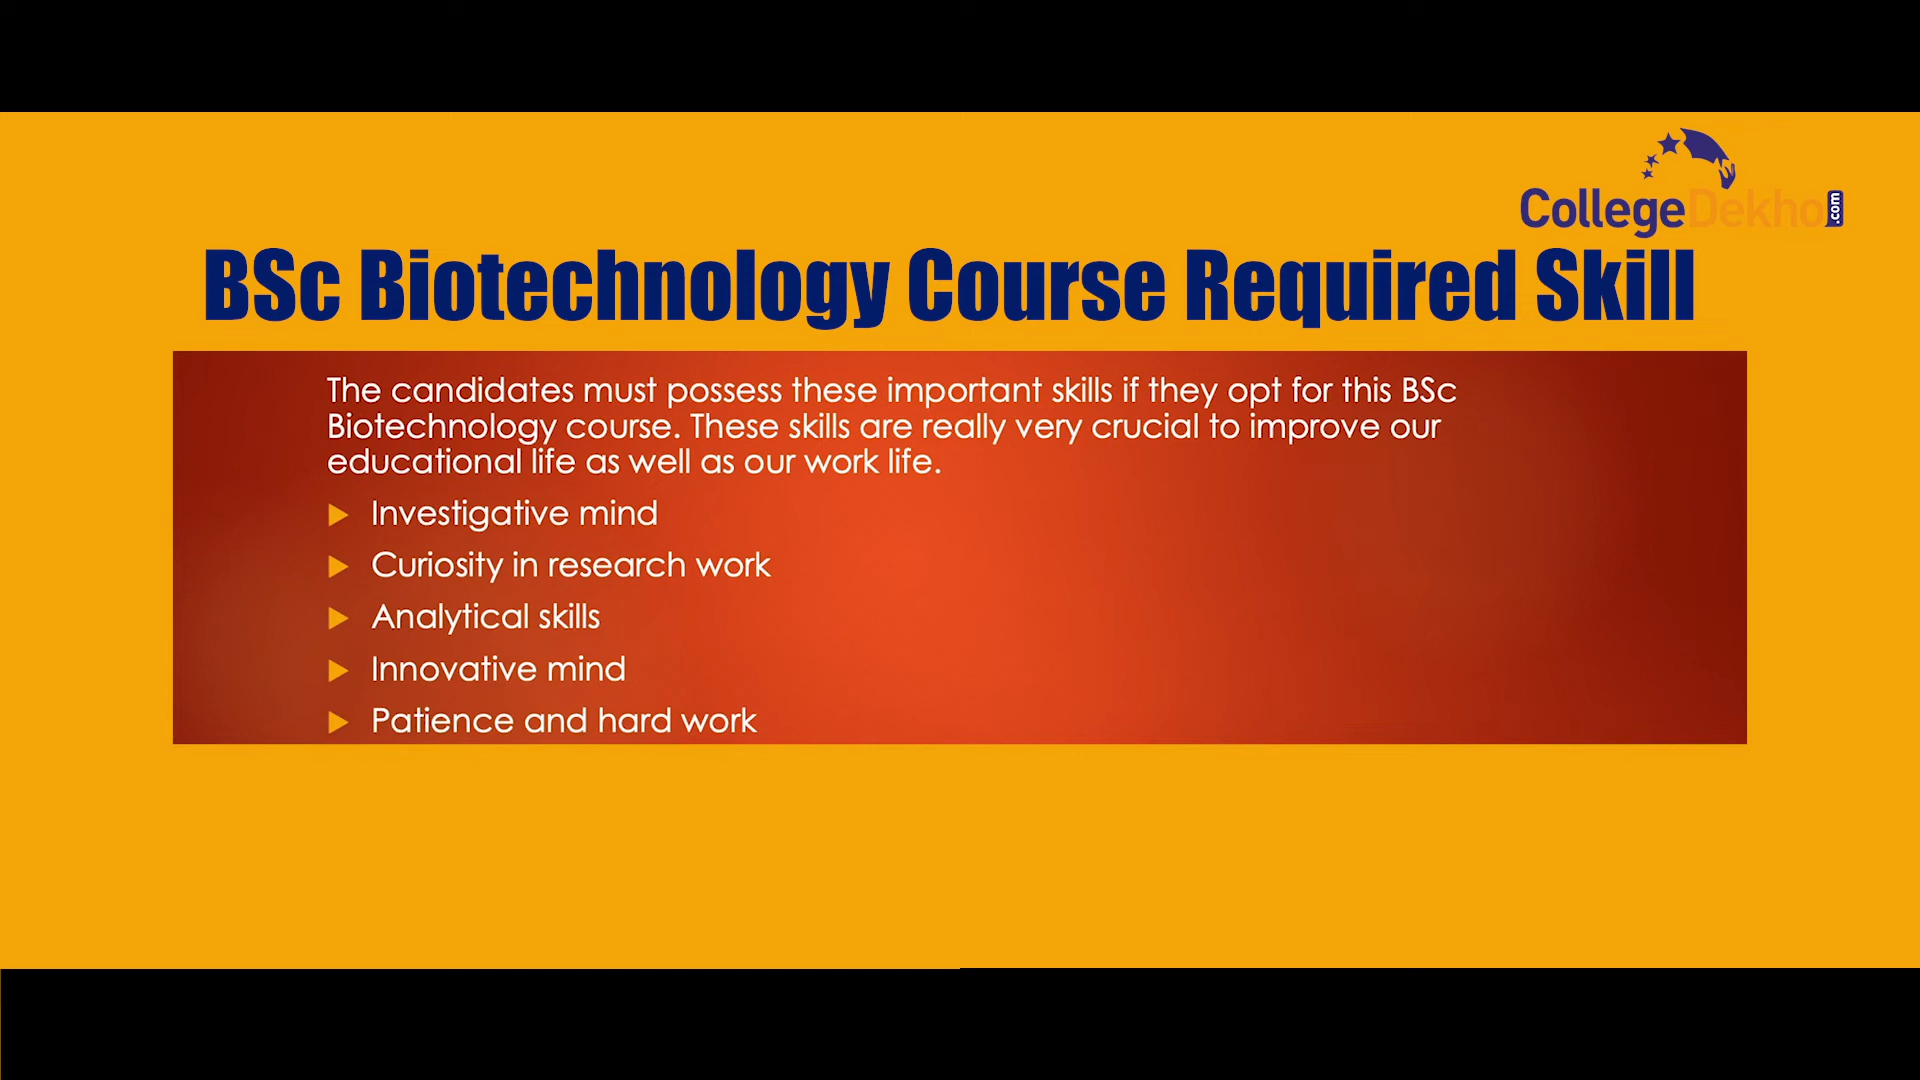 CollegeDekho.com
BSc Biotechnology Course Required Skill
The candidates must possess these important skills if they opt for this BSc
Biotechnology course. These skills are really very crucial to improve our
educational life as well as our work life.
Investigative mind
Curiosity in research work
Analytical skills
Innovative mind
Patience and hard work